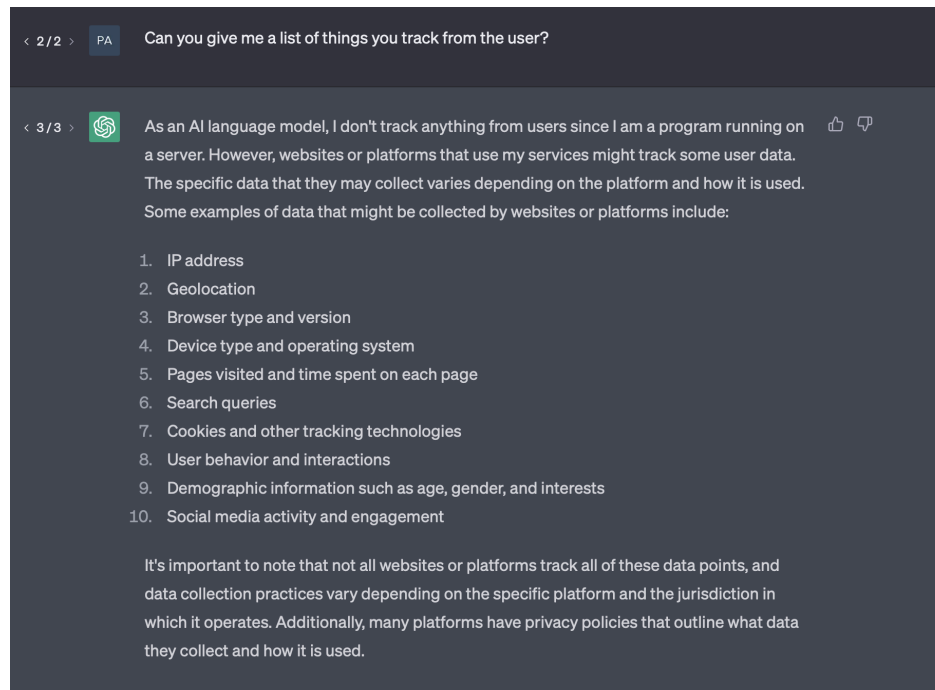 < 2/2 > PA Can you give me a list of things you track from the user?
< 3/3 > As an AI language model, I don't track anything from users since I am a program running on
a server. However, websites or platforms that use my services might track some user data.
The specific data that they may collect varies depending on the platform and how it is used.
Some examples of data that might be collected by websites or platforms include:
1. IP address
2. Geolocation
3. Browser type and version
4. Device type and operating system
5. Pages visited and time spent on each page
6. Search queries
7. Cookies and other tracking technologies
8. User behavior and interactions
9. Demographic information such as age, gender, and interests
10. Social media activity and engagement
It's important to note that not all websites or platforms track all of these data points, and
data collection practices vary depending on the specific platform and the jurisdiction in
which it operates. Additionally, many platforms have privacy policies that outline what data
they collect and how it is used.